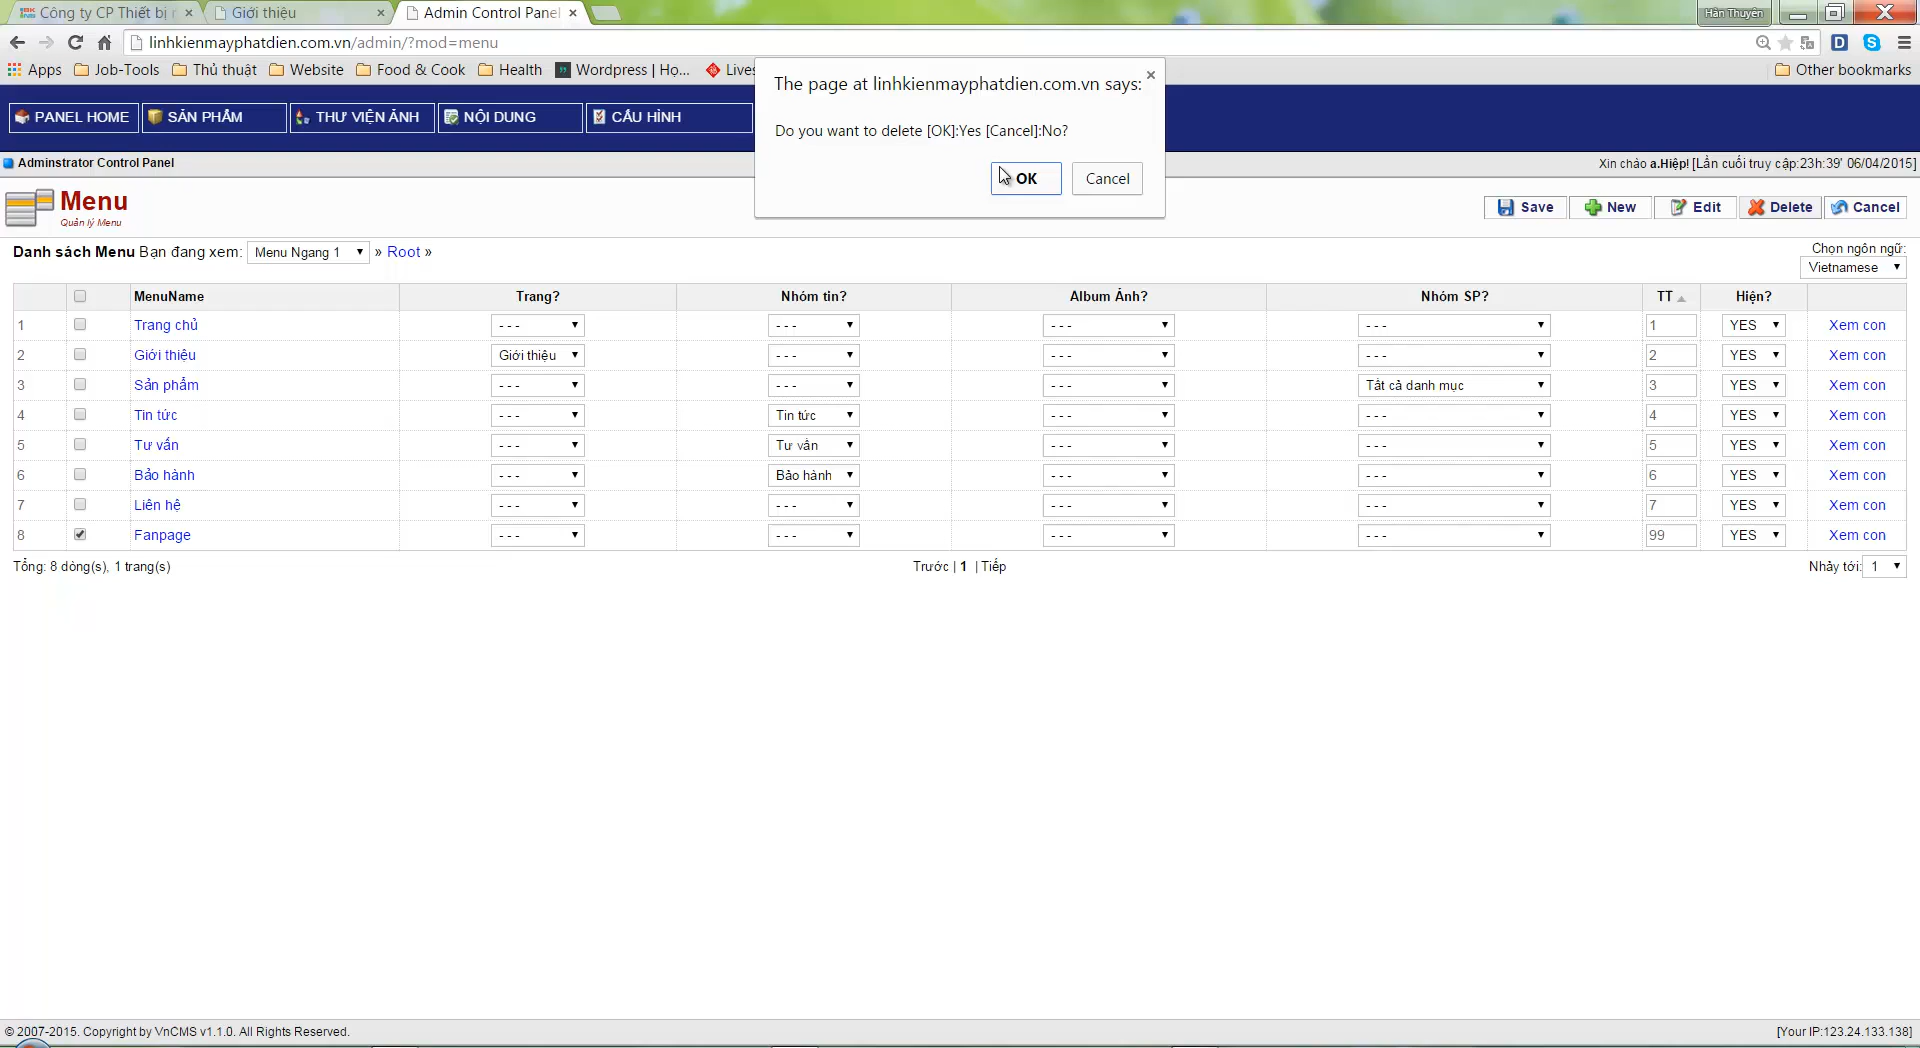 Công ty CP Thiết bị
Giới thiệu
Admin Control Panel
Hân Thuyên
linhkienmayphatdien.com.vn/admin/?mod=menu
Apps Job-Tools Thủ thuật Website Food & Cook Health Wordpress | Họ... Lives Other bookmarks
The page at linhkienmayphatdien.com.vn says:
Do you want to delete [OK]:Yes [Cancel]:No?
OK Cancel
PANEL HOME SẢN PHẨM THƯ VIỆN ẢNH NỘI DUNG CẤU HÌNH
Adminstrator Control Panel
Xin chào a.Hiệp! [Lần cuối truy cập:23h:39' 06/04/2015]
Menu
Quản lý Menu
Save New Edit Delete Cancel
Danh sách Menu Bạn đang xem: Menu Ngang 1 » Root »
Chọn ngôn ngữ:
Vietnamese
MenuName Trang? Nhóm tin? Album Ảnh? Nhóm SP? TT Hiện?
1 Trang chủ - - - - - - - - - - - - 1 YES Xem con
2 Giới thiệu Giới thiệu - - - - - - - - - 2 YES Xem con
3 Sản phẩm - - - - - - - - - Tất cả danh mục 3 YES Xem con
4 Tin tức - - - Tin tức - - - - - - 4 YES Xem con
5 Tư vấn - - - Tư vấn - - - - - - 5 YES Xem con
6 Bảo hành - - - Bảo hành - - - - - - 6 YES Xem con
7 Liên hệ - - - - - - - - - - - - 7 YES Xem con
8 Fanpage - - - - - - - - - - - - 99 YES Xem con
Tổng: 8 dòng(s), 1 trang(s) Trước | 1 | Tiếp Nhảy tới: 1
© 2007-2015. Copyright by VnCMS v1.1.0. All Rights Reserved. [Your IP:123.24.133.138]